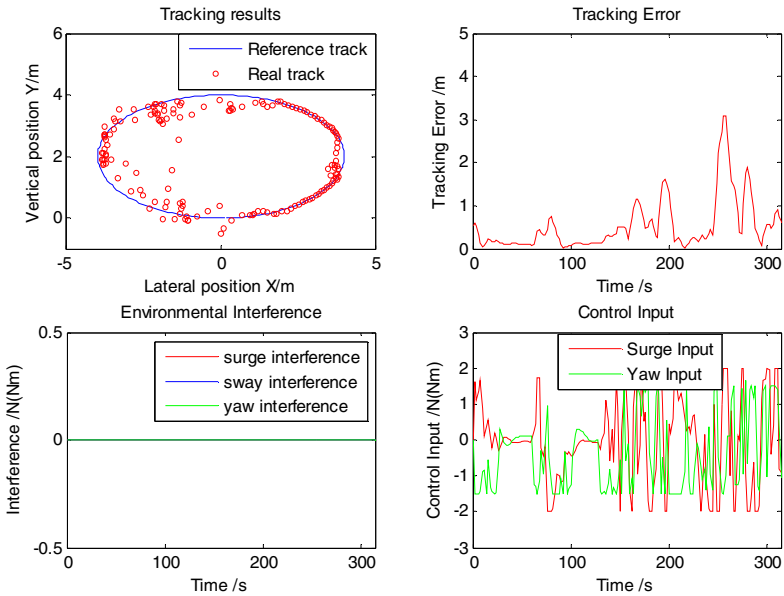 Tracking results
6
4
2
0
-5
0
5
Vertical position Y/m
Lateral position X/m
Reference track
Real track
Tracking Error
5
4
3
2
1
0
0
100
200
300
Tracking Error /m
Time /s
Environmental Interference
0.5
0
-0.5
0
100
200
300
Interference /N(Nm)
Time /s
surge interference
sway interference
yaw interference
Control Input
3
2
1
0
-1
-2
-3
0
100
200
300
Control Input /N(Nm)
Time /s
Surge Input
Yaw Input